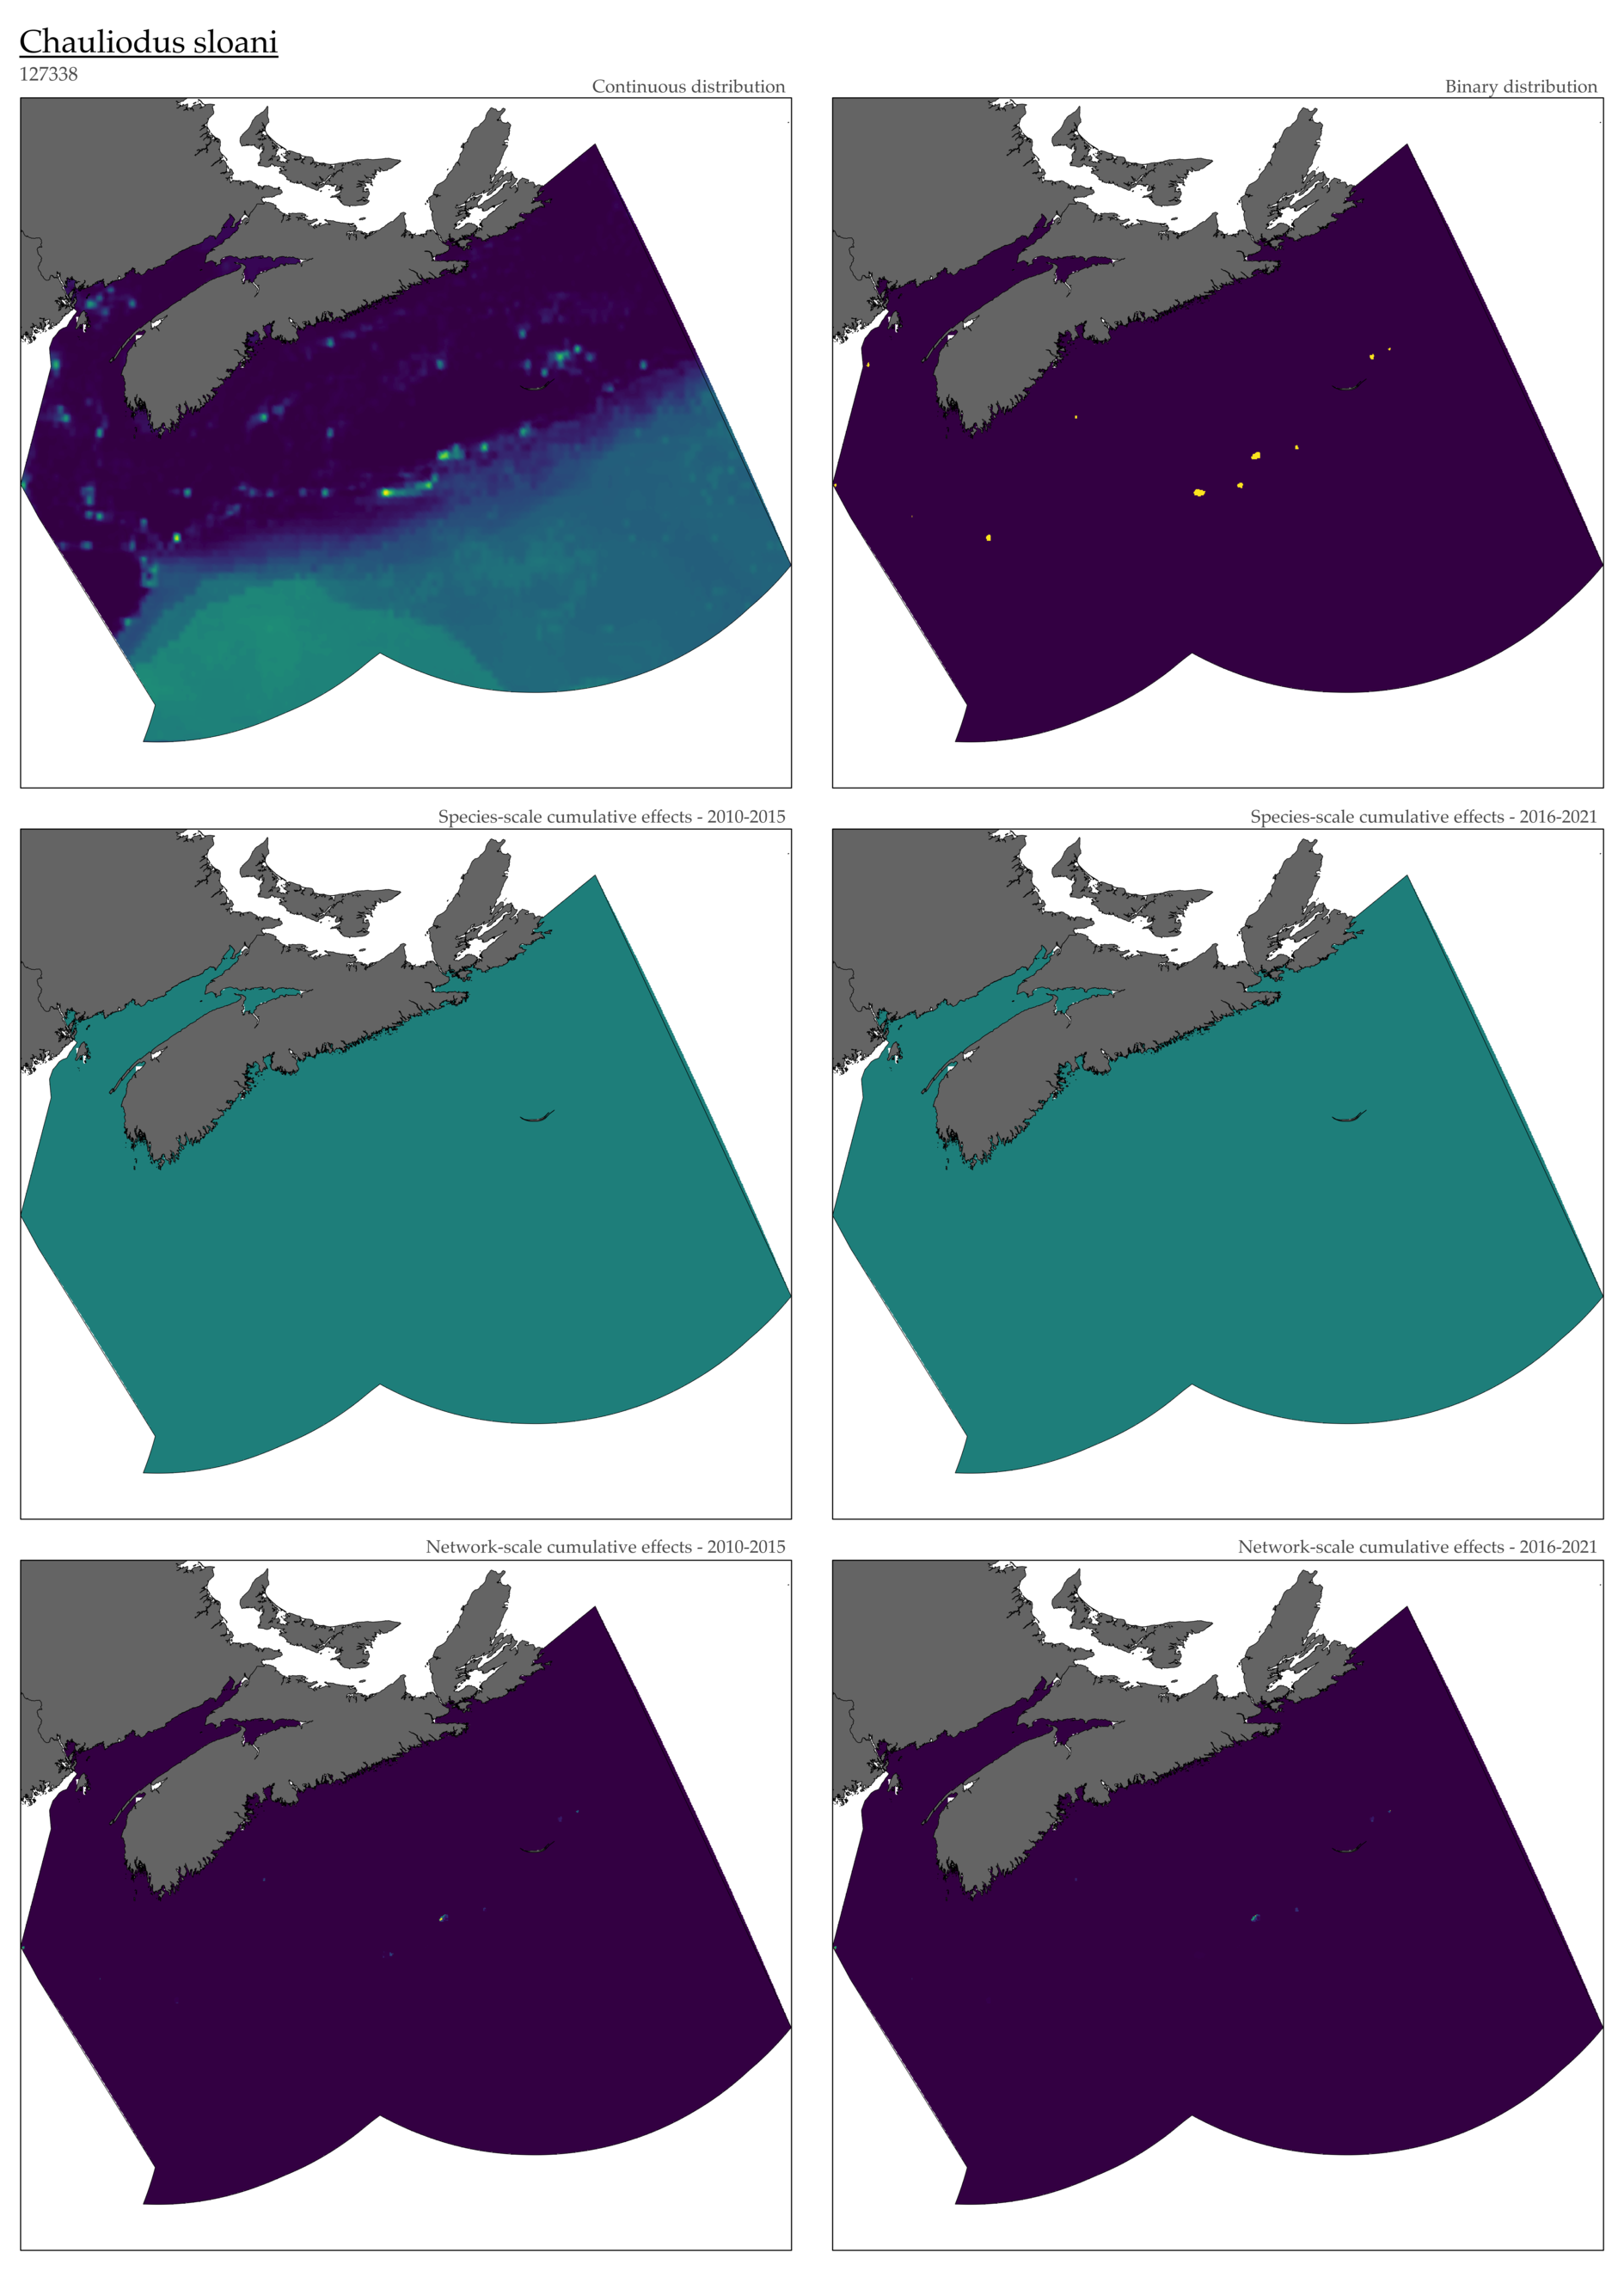 Chauliodus sloani
127338
Continuous distribution
Binary distribution
Species-scale cumulative effects - 2010-2015
Species-scale cumulative effects - 2016-2021
Network-scale cumulative effects - 2010-2015
Network-scale cumulative effects - 2016-2021